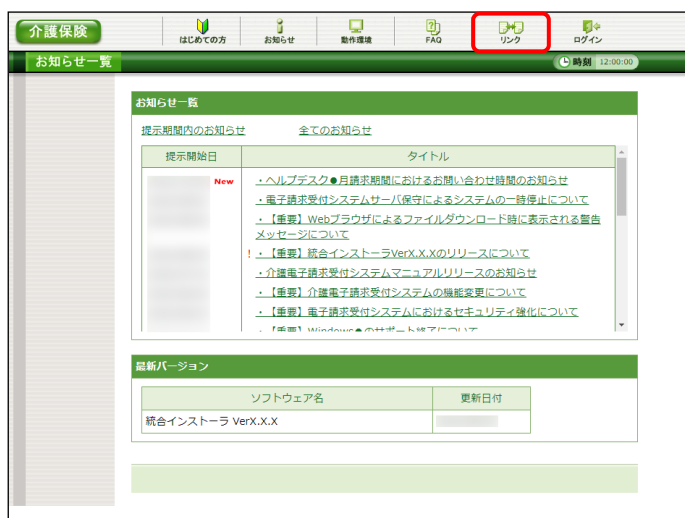 介護保険
はじめての方
お知らせ
動作環境
FAQ
リンク
ログイン
お知らせ一覧
時刻 12:00:00
お知らせ一覧
提示期間内のお知らせ 全てのお知らせ
提示開始日 タイトル
New ・ヘルプデスク●月請求期間におけるお問い合わせ時間のお知らせ
・電子請求受付システムサーバ保守によるシステムの一時停止について
・【重要】Webブラウザによるファイルダウンロード時に表示される警告
メッセージについて
!・【重要】統合インストーラVerX.X.Xのリリースについて
・介護電子請求受付システムマニュアルリリースのお知らせ
・【重要】介護電子請求受付システムの機能変更について
・【重要】電子請求受付システムにおけるセキュリティ強化について
・【重要】Windows●のサポート終了について
最新バージョン
ソフトウェア名 更新日付
統合インストーラ VerX.X.X